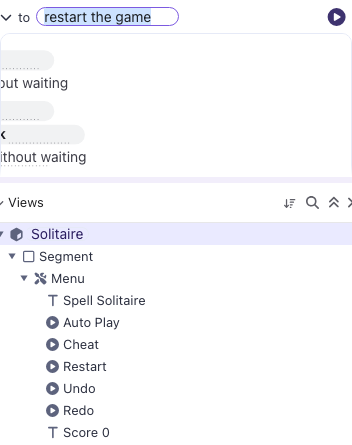 to restart the game
out waiting
k
ithout waiting
Views
Solitaire
Segment
Menu
Spell Solitaire
Auto Play
Cheat
Restart
Undo
Redo
Score 0